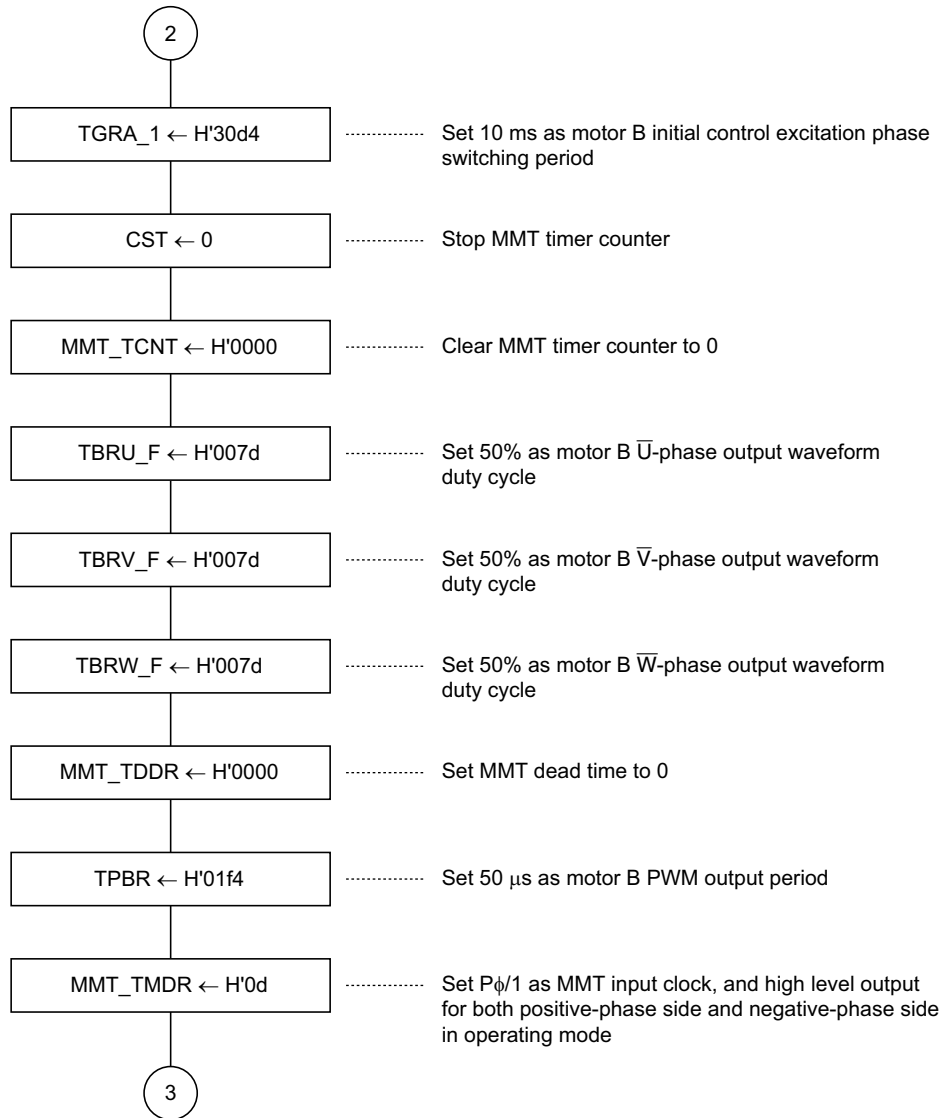 2
TGRA_1 ← H'30d4
Set 10 ms as motor B initial control excitation phase
switching period
CST ← 0
Stop MMT timer counter
MMT_TCNT ← H'0000
Clear MMT timer counter to 0
TBRU_F ← H'007d
Set 50% as motor B U̅-phase output waveform
duty cycle
TBRV_F ← H'007d
Set 50% as motor B V̅-phase output waveform
duty cycle
TBRW_F ← H'007d
Set 50% as motor B W̅-phase output waveform
duty cycle
MMT_TDDR ← H'0000
Set MMT dead time to 0
TPBR ← H'01f4
Set 50 μs as motor B PWM output period
MMT_TMDR ← H'0d
Set Pϕ/1 as MMT input clock, and high level output
for both positive-phase side and negative-phase side
in operating mode
3